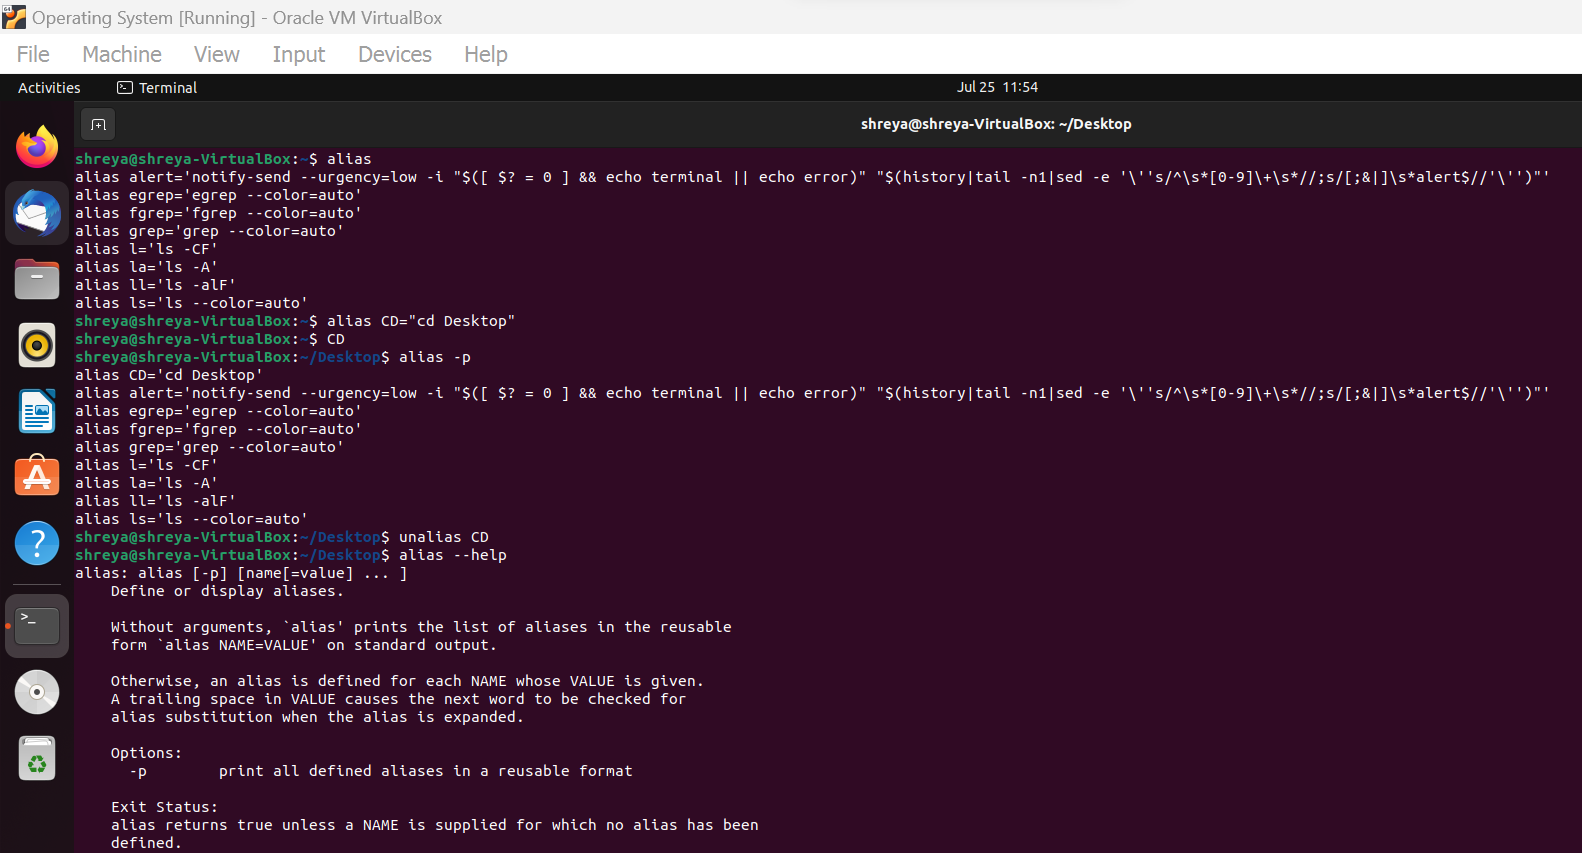 Operating System [Running] - Oracle VM VirtualBox
File Machine View Input Devices Help
Activities Terminal Jul 25 11:54
shreya@shreya-VirtualBox: ~/Desktop
shreya@shreya-VirtualBox:~$ alias
alias alert='notify-send --urgency=low -i "$([ $? = 0 ] && echo terminal || echo error)" "$(history|tail -n1|sed -e '\''s/^\s*[0-9]\+\s*//;s/[;&|]\s*alert$//'\'')"'
alias egrep='egrep --color=auto'
alias fgrep='fgrep --color=auto'
alias grep='grep --color=auto'
alias l='ls -CF'
alias la='ls -A'
alias ll='ls -alF'
alias ls='ls --color=auto'
shreya@shreya-VirtualBox:~$ alias CD="cd Desktop"
shreya@shreya-VirtualBox:~$ CD
shreya@shreya-VirtualBox:~/Desktop$ alias -p
alias CD='cd Desktop'
alias alert='notify-send --urgency=low -i "$([ $? = 0 ] && echo terminal || echo error)" "$(history|tail -n1|sed -e '\''s/^\s*[0-9]\+\s*//;s/[;&|]\s*alert$//'\'')"'
alias egrep='egrep --color=auto'
alias fgrep='fgrep --color=auto'
alias grep='grep --color=auto'
alias l='ls -CF'
alias la='ls -A'
alias ll='ls -alF'
alias ls='ls --color=auto'
shreya@shreya-VirtualBox:~/Desktop$ unalias CD
shreya@shreya-VirtualBox:~/Desktop$ alias --help
alias: alias [-p] [name[=value] ... ]
    Define or display aliases.

    Without arguments, `alias' prints the list of aliases in the reusable
    form `alias NAME=VALUE' on standard output.

    Otherwise, an alias is defined for each NAME whose VALUE is given.
    A trailing space in VALUE causes the next word to be checked for
    alias substitution when the alias is expanded.

    Options:
      -p        print all defined aliases in a reusable format

    Exit Status:
    alias returns true unless a NAME is supplied for which no alias has been
    defined.